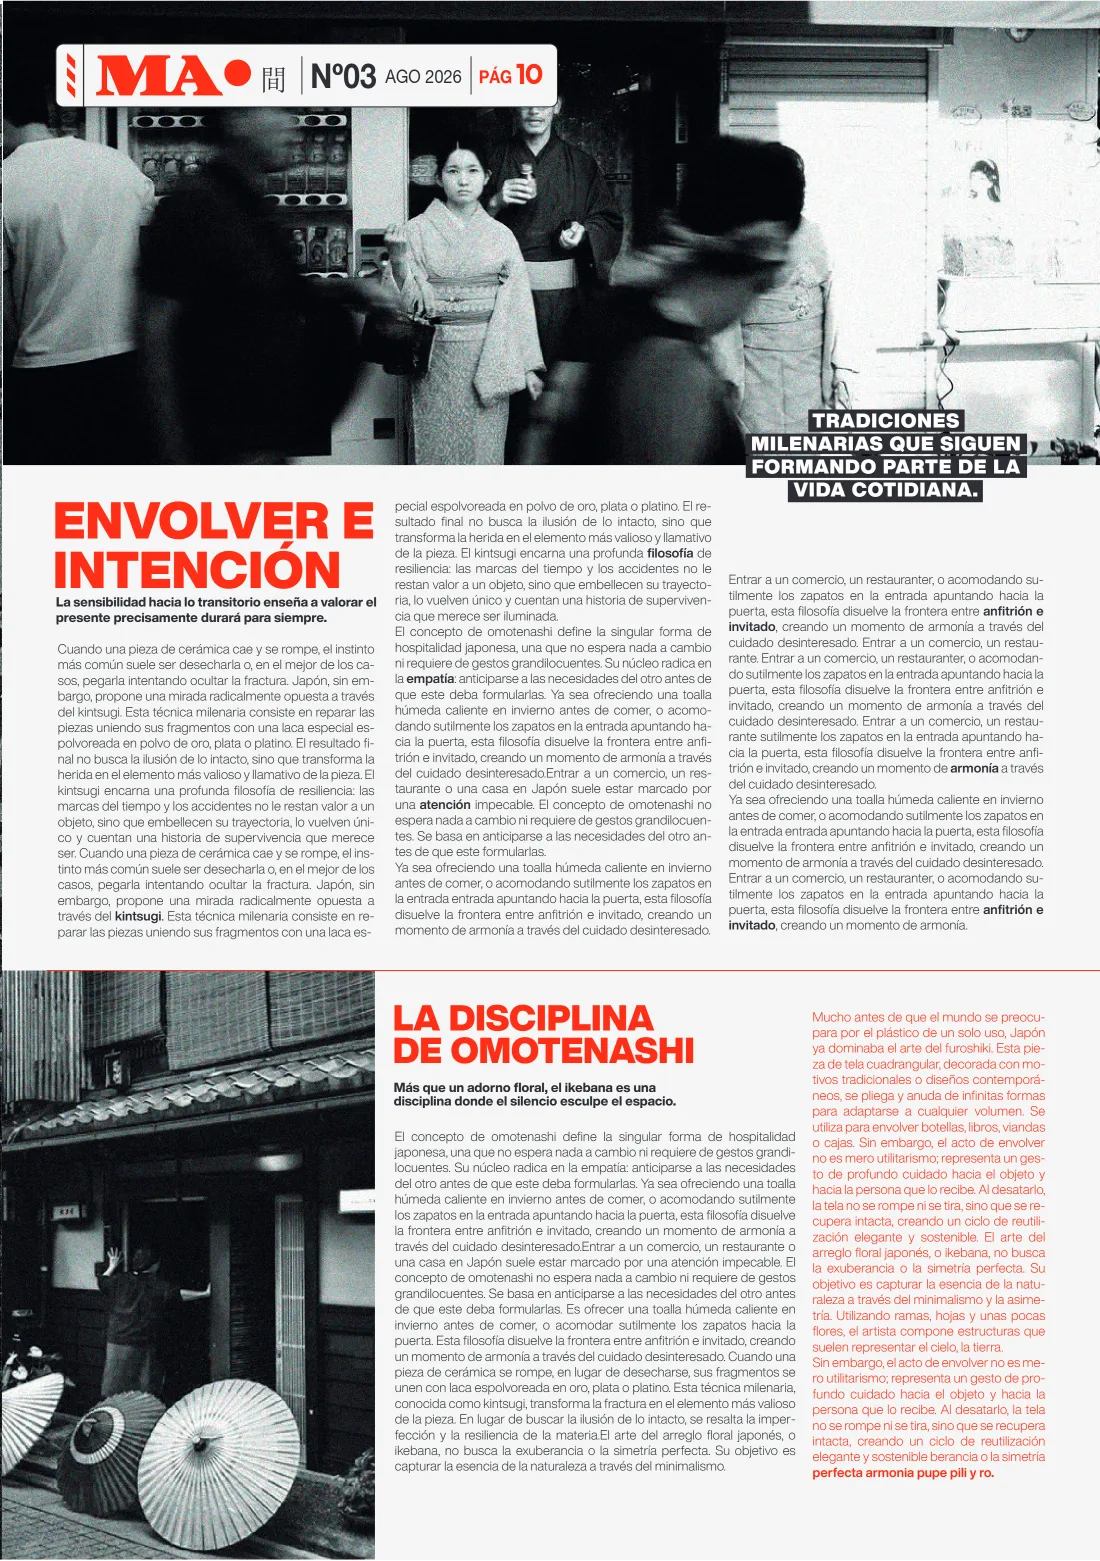 MA
間
Nº03 AGO 2026 PÁG 10
TRADICIONES
MILENARIAS QUE SIGUEN
FORMANDO PARTE DE LA
VIDA COTIDIANA.
ENVOLVER E
INTENCIÓN
La sensibilidad hacia lo transitorio enseña a valorar el
presente precisamente durará para siempre.
Cuando una pieza de cerámica cae y se rompe, el instinto
más común suele ser desecharla o, en el mejor de los ca-
sos, pegarla intentando ocultar la fractura. Japón, sin em-
bargo, propone una mirada radicalmente opuesta a través
del kintsugi. Esta técnica milenaria consiste en reparar las
piezas uniendo sus fragmentos con una laca especial es-
polvoreada en polvo de oro, plata o platino. El resultado fi-
nal no busca la ilusión de lo intacto, sino que transforma la
herida en el elemento más valioso y llamativo de la pieza. El
kintsugi encarna una profunda filosofía de resiliencia: las
marcas del tiempo y los accidentes no le restan valor a un
objeto, sino que embellecen su trayectoria, lo vuelven úni-
co y cuentan una historia de supervivencia que merece
ser. Cuando una pieza de cerámica cae y se rompe, el ins-
tinto más común suele ser desecharla o, en el mejor de los
casos, pegarla intentando ocultar la fractura. Japón, sin
embargo, propone una mirada radicalmente opuesta a
través del kintsugi. Esta técnica milenaria consiste en re-
parar las piezas uniendo sus fragmentos con una laca es-
pecial espolvoreada en polvo de oro, plata o platino. El re-
sultado final no busca la ilusión de lo intacto, sino que
transforma la herida en el elemento más valioso y llamativo
de la pieza. El kintsugi encarna una profunda filosofía de
resiliencia: las marcas del tiempo y los accidentes no le
restan valor a un objeto, sino que embellecen su trayecto-
ria, lo vuelven único y cuentan una historia de superviven-
cia que merece ser iluminada.
El concepto de omotenashi define la singular forma de
hospitalidad japonesa, una que no espera nada a cambio
ni requiere de gestos grandilocuentes. Su núcleo radica en
la empatía: anticiparse a las necesidades del otro antes de
que este deba formularlas. Ya sea ofreciendo una toalla
húmeda caliente en invierno antes de comer, o acomo-
dando sutilmente los zapatos en la entrada apuntando ha-
cia la puerta, esta filosofía disuelve la frontera entre anfi-
trión e invitado, creando un momento de armonía a través
del cuidado desinteresado.Entrar a un comercio, un res-
taurante o una casa en Japón suele estar marcado por
una atención impecable. El concepto de omotenashi no
espera nada a cambio ni requiere de gestos grandilocuen-
tes. Se basa en anticiparse a las necesidades del otro an-
tes de que este formularlas.
Ya sea ofreciendo una toalla húmeda caliente en invierno
antes de comer, o acomodando sutilmente los zapatos en
la entrada entrada apuntando hacia la puerta, esta filosofía
disuelve la frontera entre anfitrión e invitado, creando un
momento de armonía a través del cuidado desinteresado.
Entrar a un comercio, un restauranter, o acomodando su-
tilmente los zapatos en la entrada apuntando hacia la
puerta, esta filosofía disuelve la frontera entre anfitrión e
invitado, creando un momento de armonía a través del
cuidado desinteresado. Entrar a un comercio, un restau-
rante. Entrar a un comercio, un restauranter, o acomodan-
do sutilmente los zapatos en la entrada apuntando hacia la
puerta, esta filosofía disuelve la frontera entre anfitrión e
invitado, creando un momento de armonía a través del
cuidado desinteresado. Entrar a un comercio, un restau-
rante sutilmente los zapatos en la entrada apuntando ha-
cia la puerta, esta filosofía disuelve la frontera entre anfi-
trión e invitado, creando un momento de armonía a través
del cuidado desinteresado.
Ya sea ofreciendo una toalla húmeda caliente en invierno
antes de comer, o acomodando sutilmente los zapatos en
la entrada entrada apuntando hacia la puerta, esta filosofía
disuelve la frontera entre anfitrión e invitado, creando un
momento de armonía a través del cuidado desinteresado.
Entrar a un comercio, un restauranter, o acomodando su-
tilmente los zapatos en la entrada apuntando hacia la
puerta, esta filosofía disuelve la frontera entre anfitrión e
invitado, creando un momento de armonía.
LA DISCIPLINA
DE OMOTENASHI
Más que un adorno floral, el ikebana es una
disciplina donde el silencio esculpe el espacio.
El concepto de omotenashi define la singular forma de hospitalidad
japonesa, una que no espera nada a cambio ni requiere de gestos grandi-
locuentes. Su núcleo radica en la empatía: anticiparse a las necesidades
del otro antes de que este deba formularlas. Ya sea ofreciendo una toalla
húmeda caliente en invierno antes de comer, o acomodando sutilmente
los zapatos en la entrada apuntando hacia la puerta, esta filosofía disuelve
la frontera entre anfitrión e invitado, creando un momento de armonía a
través del cuidado desinteresado.Entrar a un comercio, un restaurante o
una casa en Japón suele estar marcado por una atención impecable. El
concepto de omotenashi no espera nada a cambio ni requiere de gestos
grandilocuentes. Se basa en anticiparse a las necesidades del otro antes
de que este deba formularlas. Es ofrecer una toalla húmeda caliente en
invierno antes de comer, o acomodar sutilmente los zapatos hacia la
puerta. Esta filosofía disuelve la frontera entre anfitrión e invitado, creando
un momento de armonía a través del cuidado desinteresado. Cuando una
pieza de cerámica se rompe, en lugar de desecharse, sus fragmentos se
unen con laca espolvoreada en oro, plata o platino. Esta técnica milenaria,
conocida como kintsugi, transforma la fractura en el elemento más valioso
de la pieza. En lugar de buscar la ilusión de lo intacto, se resalta la imper-
fección y la resiliencia de la materia.El arte del arreglo floral japonés, o
ikebana, no busca la exuberancia o la simetría perfecta. Su objetivo es
capturar la esencia de la naturaleza a través del minimalismo.
Mucho antes de que el mundo se preocu-
para por el plástico de un solo uso, Japón
ya dominaba el arte del furoshiki. Esta pie-
za de tela cuadrangular, decorada con mo-
tivos tradicionales o diseños contemporá-
neos, se pliega y anuda de infinitas formas
para adaptarse a cualquier volumen. Se
utiliza para envolver botellas, libros, viandas
o cajas. Sin embargo, el acto de envolver
no es mero utilitarismo; representa un ges-
to de profundo cuidado hacia el objeto y
hacia la persona que lo recibe. Al desatarlo,
la tela no se rompe ni se tira, sino que se re-
cupera intacta, creando un ciclo de reutili-
zación elegante y sostenible. El arte del
arreglo floral japonés, o ikebana, no busca
la exuberancia o la simetría perfecta. Su
objetivo es capturar la esencia de la natu-
raleza a través del minimalismo y la asime-
tría. Utilizando ramas, hojas y unas pocas
flores, el artista compone estructuras que
suelen representar el cielo, la tierra.
Sin embargo, el acto de envolver no es me-
ro utilitarismo; representa un gesto de pro-
fundo cuidado hacia el objeto y hacia la
persona que lo recibe. Al desatarlo, la tela
no se rompe ni se tira, sino que se recupera
intacta, creando un ciclo de reutilización
elegante y sostenible berancia o la simetría
perfecta armonia pupe pili y ro.